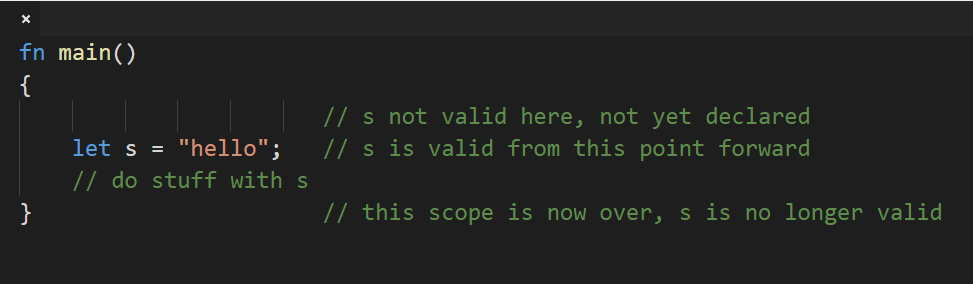 fn main()
{
// s not valid here, not yet declared
let s = "hello";   // s is valid from this point forward
// do stuff with s
}   // this scope is now over, s is no longer valid